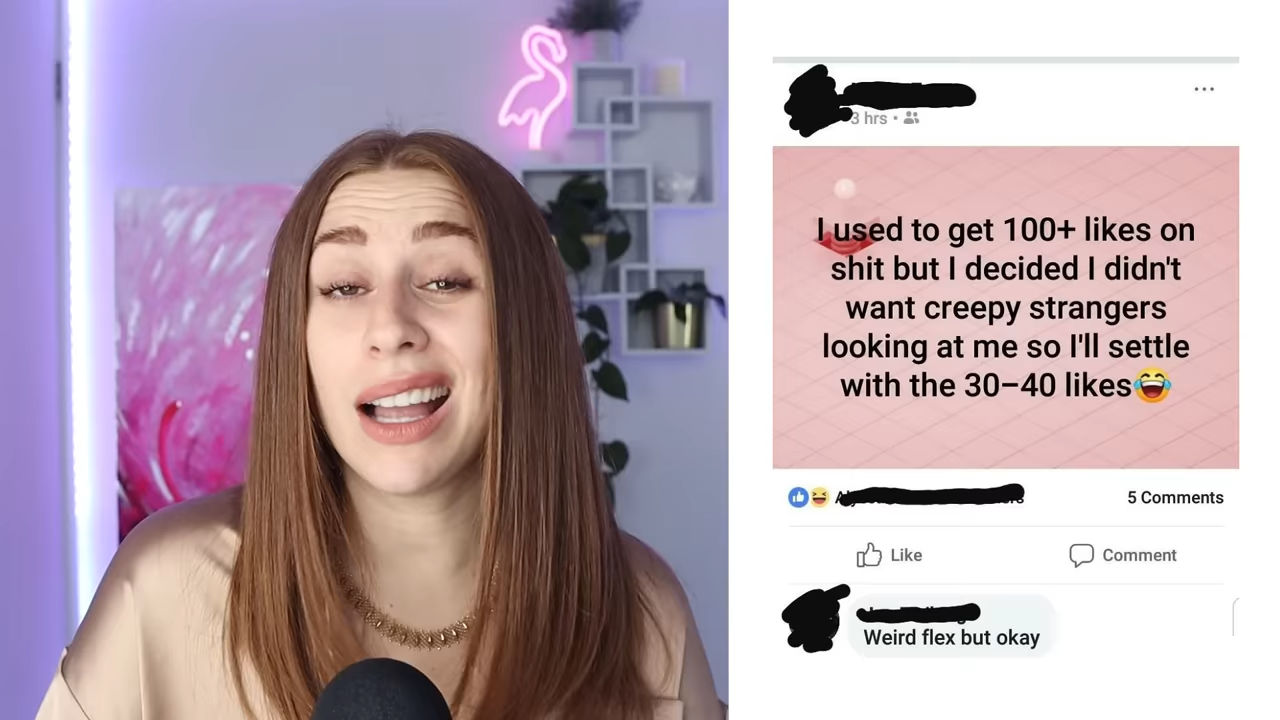 3 hrs
I used to get 100+ likes on
shit but I decided I didn't
want creepy strangers
looking at me so I'll settle
with the 30–40 likes😂
5 Comments
Like
Comment
Weird flex but okay